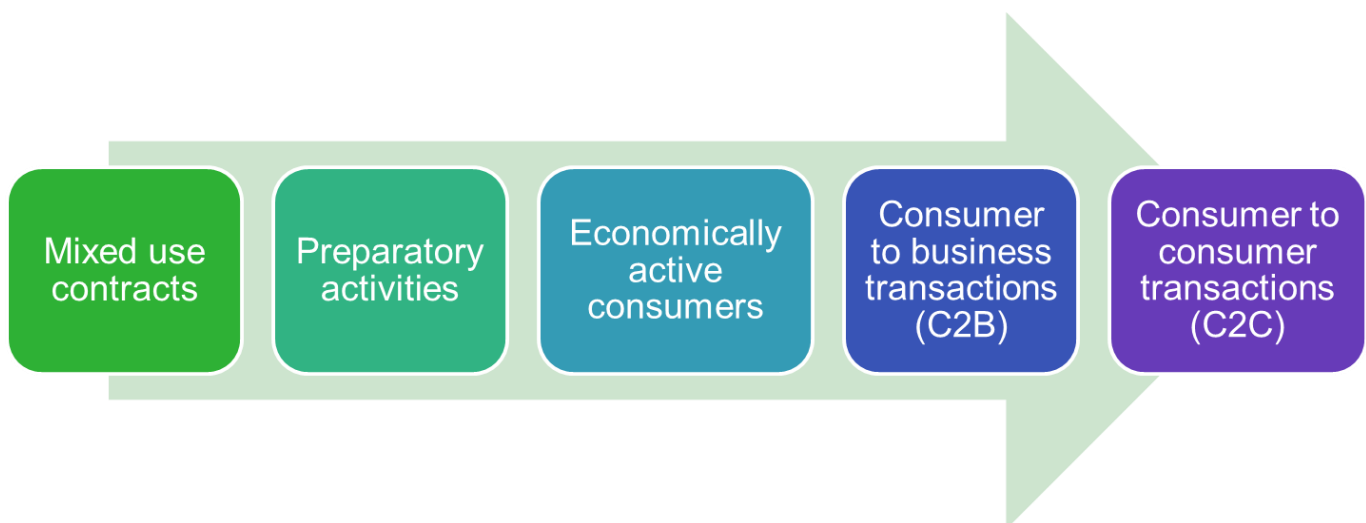 Mixed use
contracts
Preparatory
activities
Economically
active
consumers
Consumer
to business
transactions
(C2B)
Consumer to
consumer
transactions
(C2C)